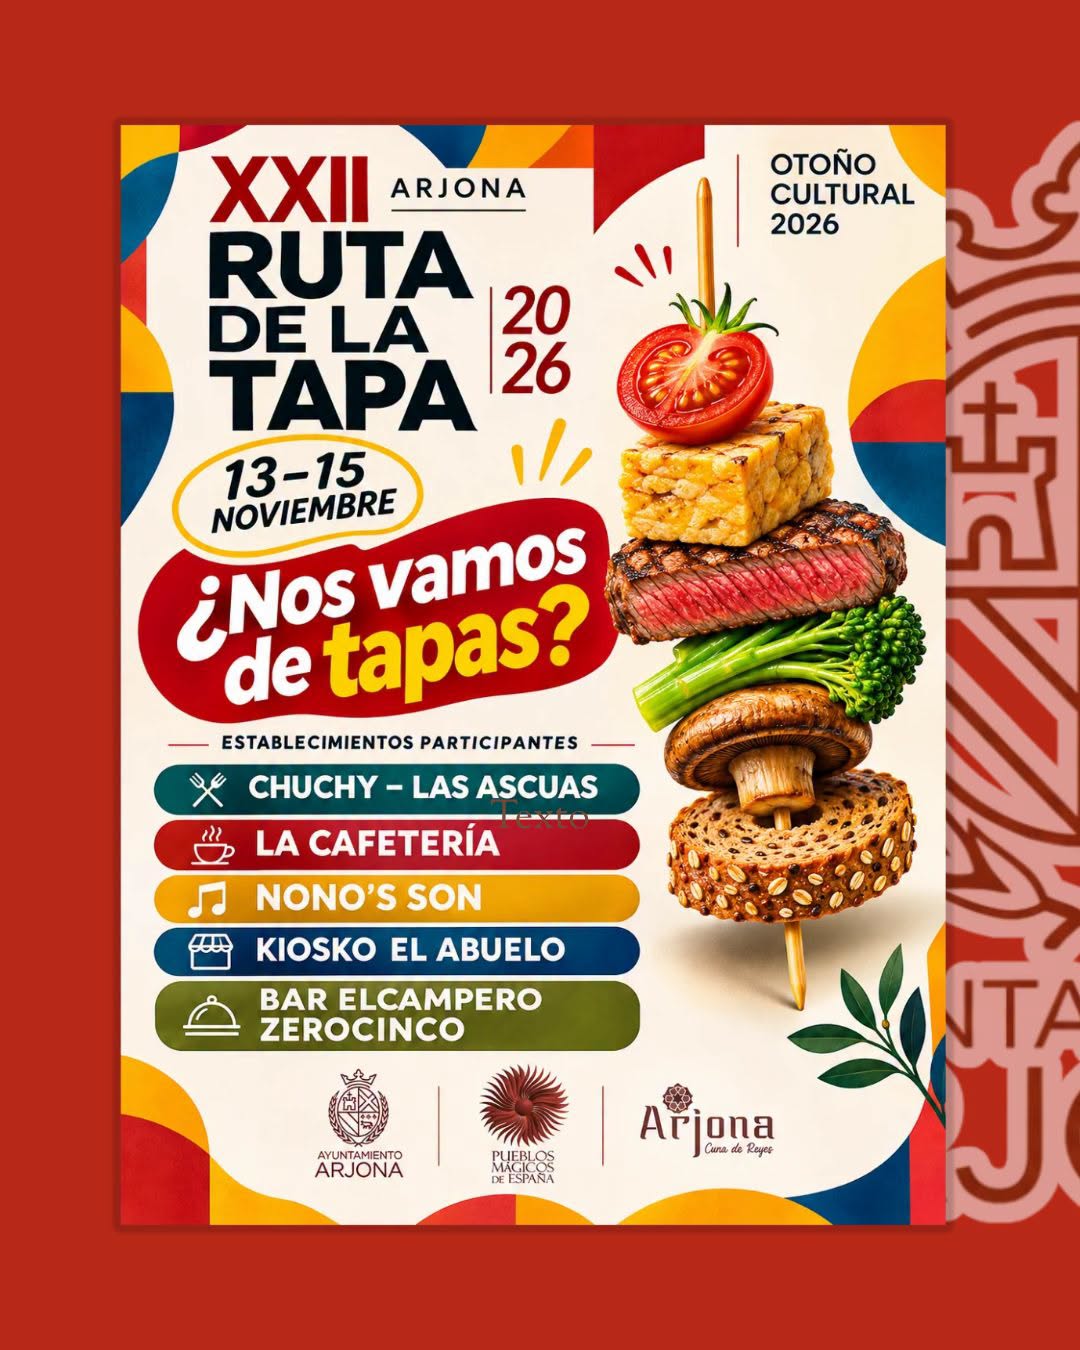 XXII
ARJONA
RUTA
DE LA
TAPA
20
26
OTOÑO
CULTURAL
2026
13-15
NOVIEMBRE
¿Nos vamos
de tapas?
ESTABLECIMIENTOS PARTICIPANTES
CHUCHY – LAS ASCUAS
Texto
LA CAFETERÍA
NONO'S SON
KIOSKO EL ABUELO
BAR ELCAMPERO
ZEROCINCO
AYUNTAMIENTO
ARJONA
PUEBLOS
MÁGICOS
DE ESPAÑA
Arjona
Cuna de Reyes